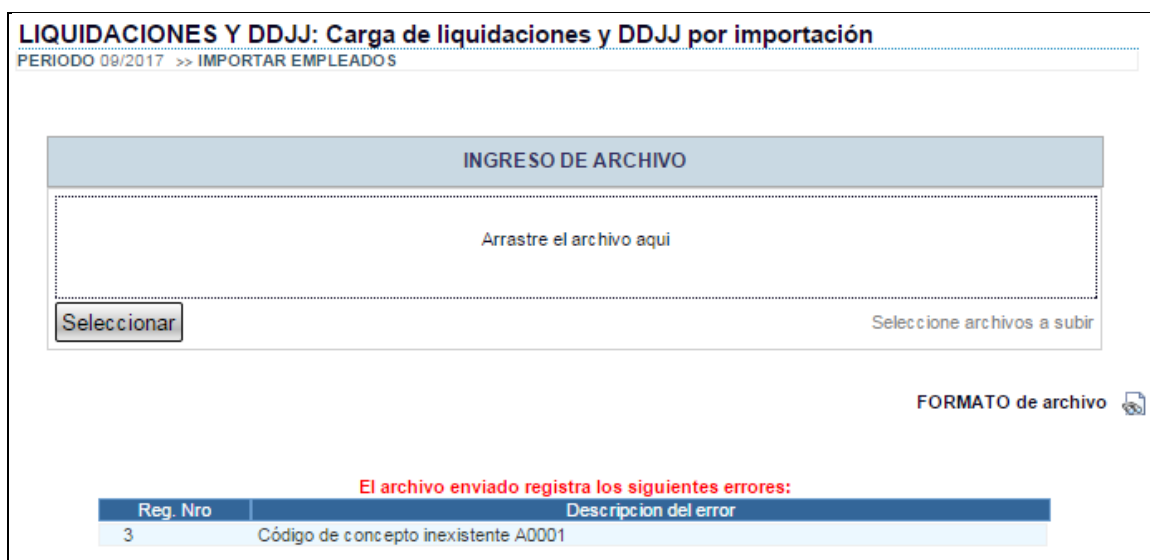 LIQUIDACIONES Y DDJJ: Carga de liquidaciones y DDJJ por importación
PERIODO 09/2017 >> IMPORTAR EMPLEADOS
INGRESO DE ARCHIVO
Arrastre el archivo aqui
Seleccionar Seleccione archivos a subir
FORMATO de archivo
El archivo enviado registra los siguientes errores:
Reg. Nro Descripcion del error
3 Código de concepto inexistente A0001